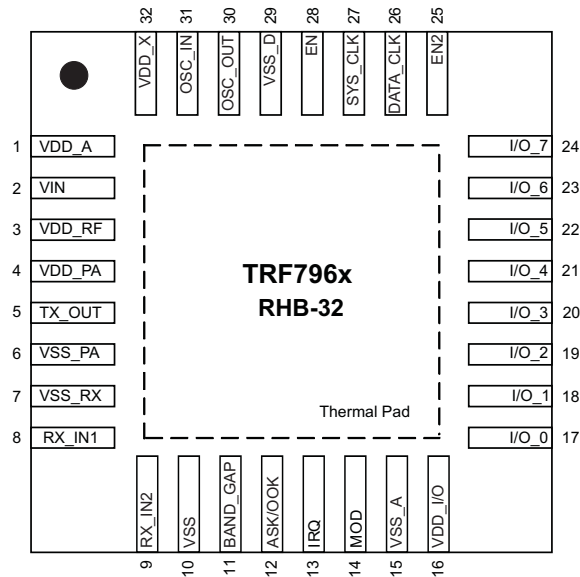 32 31 30 29 28 27 26 25
VDD_X OSC_IN OSC_OUT VSS_D EN SYS_CLK DATA_CLK EN2
1 VDD_A I/O_7 24
2 VIN I/O_6 23
3 VDD_RF I/O_5 22
4 VDD_PA I/O_4 21
TRF796x
RHB-32
5 TX_OUT I/O_3 20
6 VSS_PA I/O_2 19
7 VSS_RX I/O_1 18
Thermal Pad
8 RX_IN1 I/O_0 17
RX_IN2 VSS BAND_GAP ASK/OOK IRQ MOD VSS_A VDD_I/O
9 10 11 12 13 14 15 16